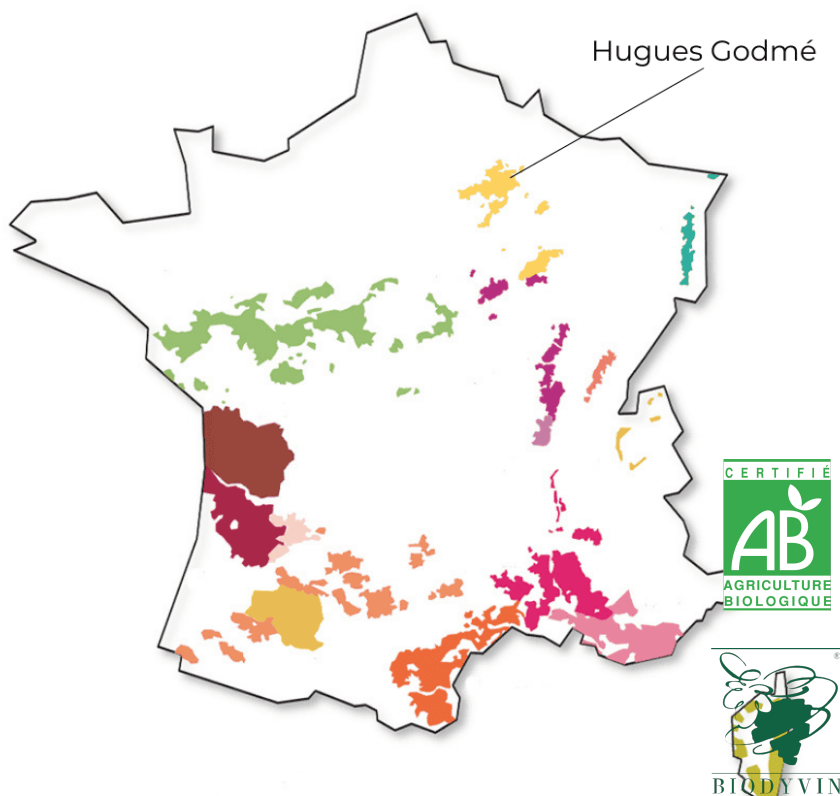 Hugues Godmé
CERTIFIÉ
AB
AGRICULTURE
BIOLOGIQUE
®
BIODYVIN